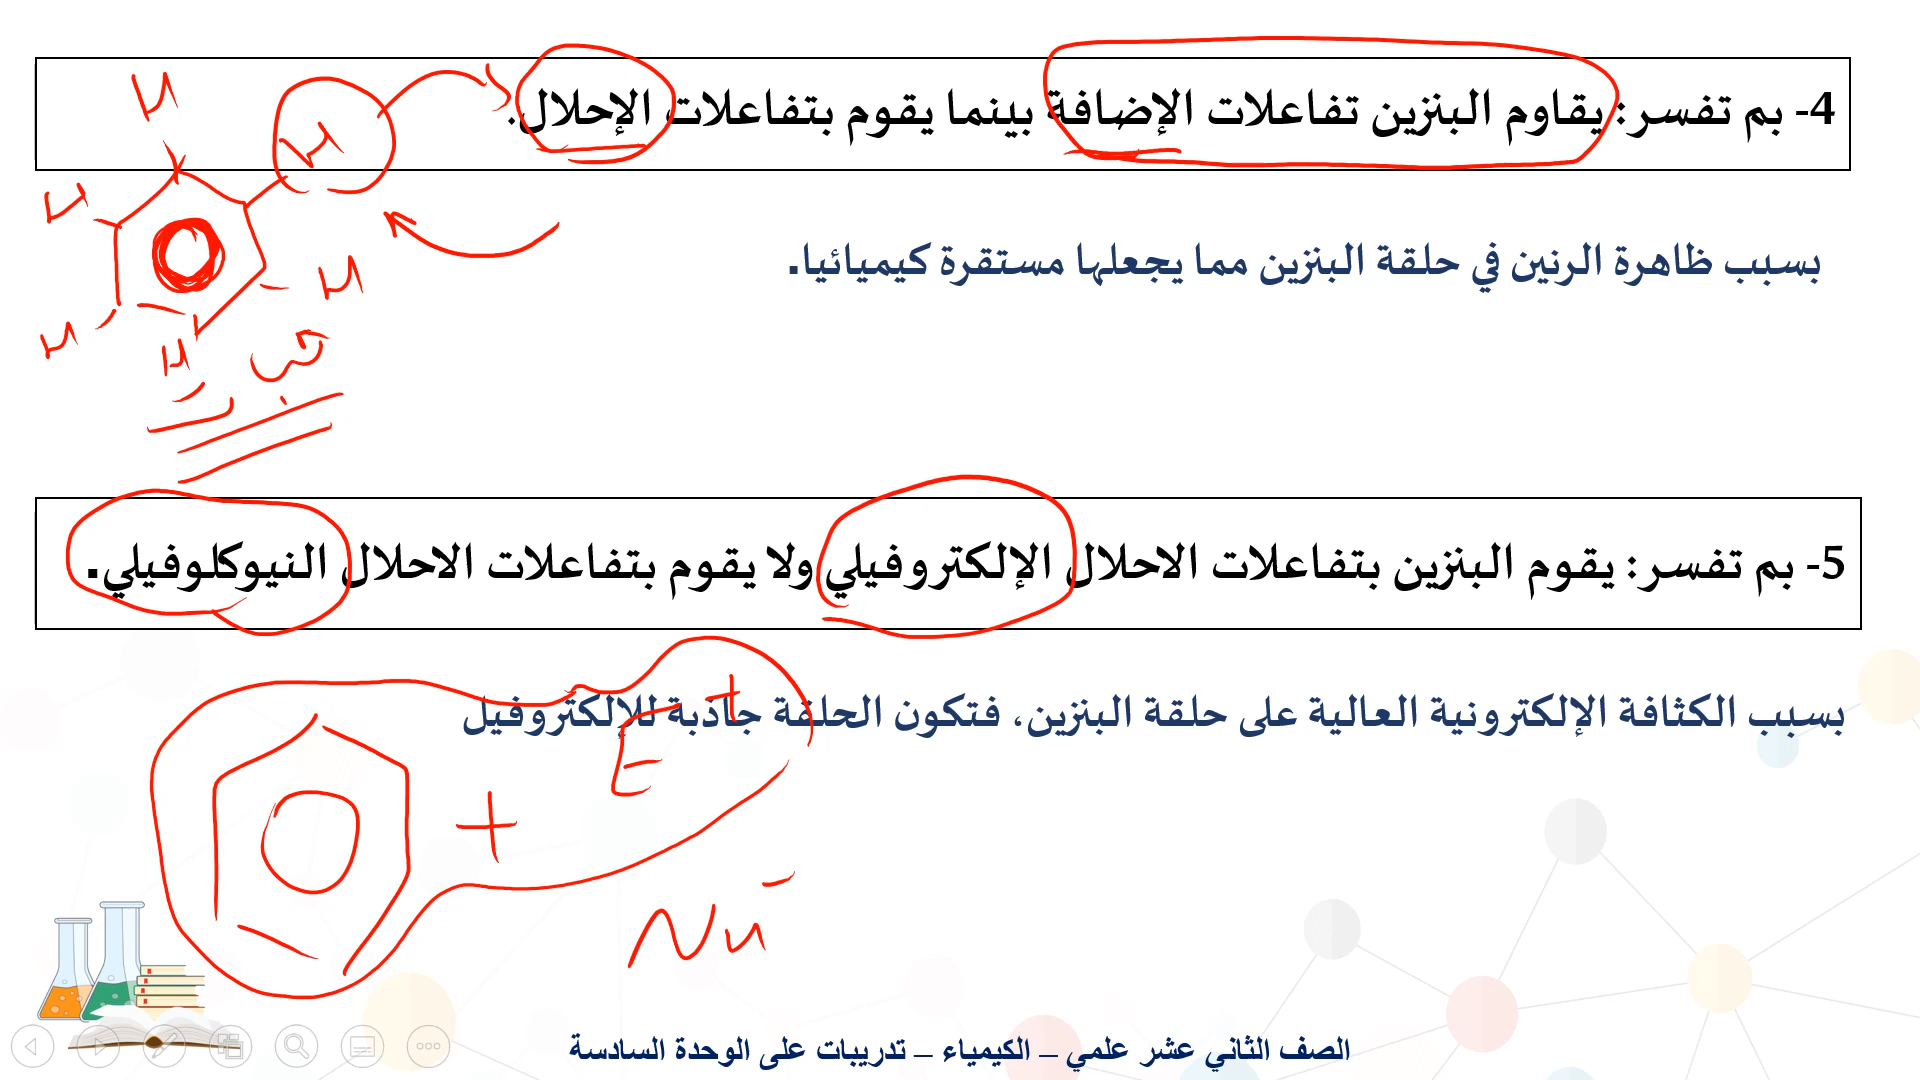 4- بم تفسر: يقاوم البنزين تفاعلات الإضافة بينما يقوم بتفاعلات الإحلال.
H
H
H
H
H
H
بسبب ظاهرة الرنين في حلقة البنزين مما يجعلها مستقرة كيميائيا.
5- بم تفسر: يقوم البنزين بتفاعلات الاحلال الإلكتروفيلي ولا يقوم بتفاعلات الاحلال النيوكلوفيلي.
بسبب الكثافة الإلكترونية العالية على حلقة البنزين، فتكون الحلقة جاذبة للإلكتروفيل
+ E+
Nu-
الصف الثاني عشر علمي – الكيمياء – تدريبات على الوحدة السادسة